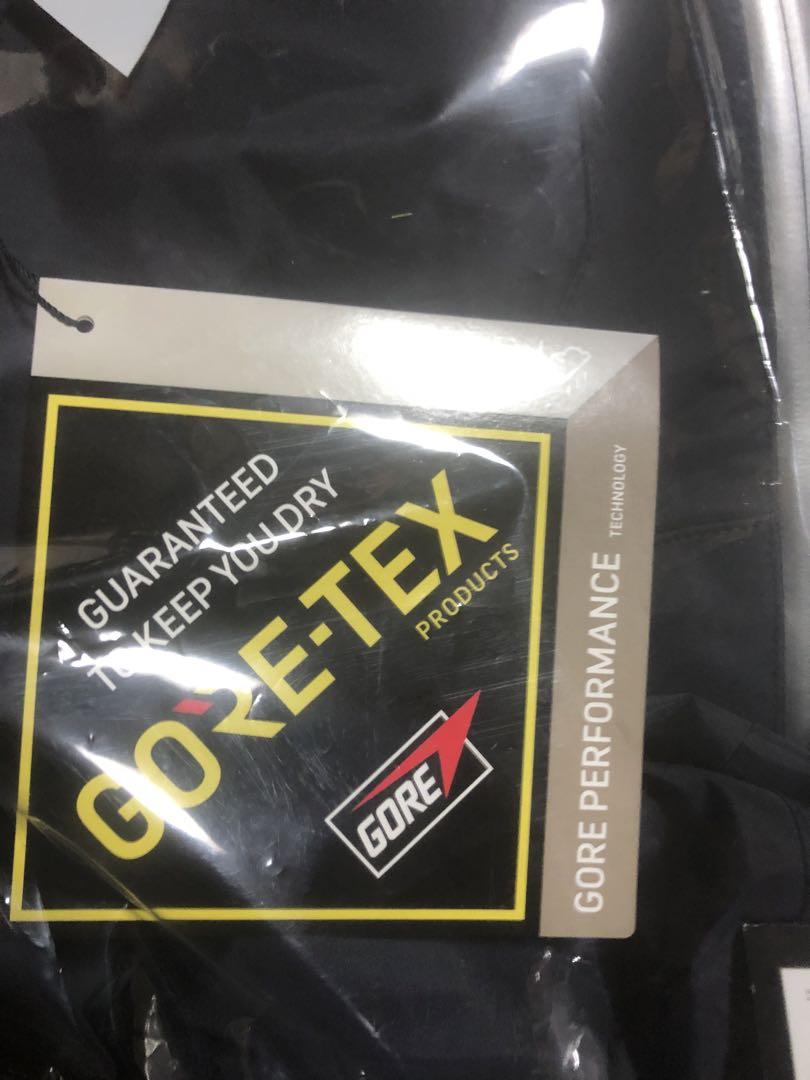 GUARANTEED
TO KEEP YOU DRY
GORE-TEX
PRODUCTS
GORE
GORE PERFORMANCE TECHNOLOGY